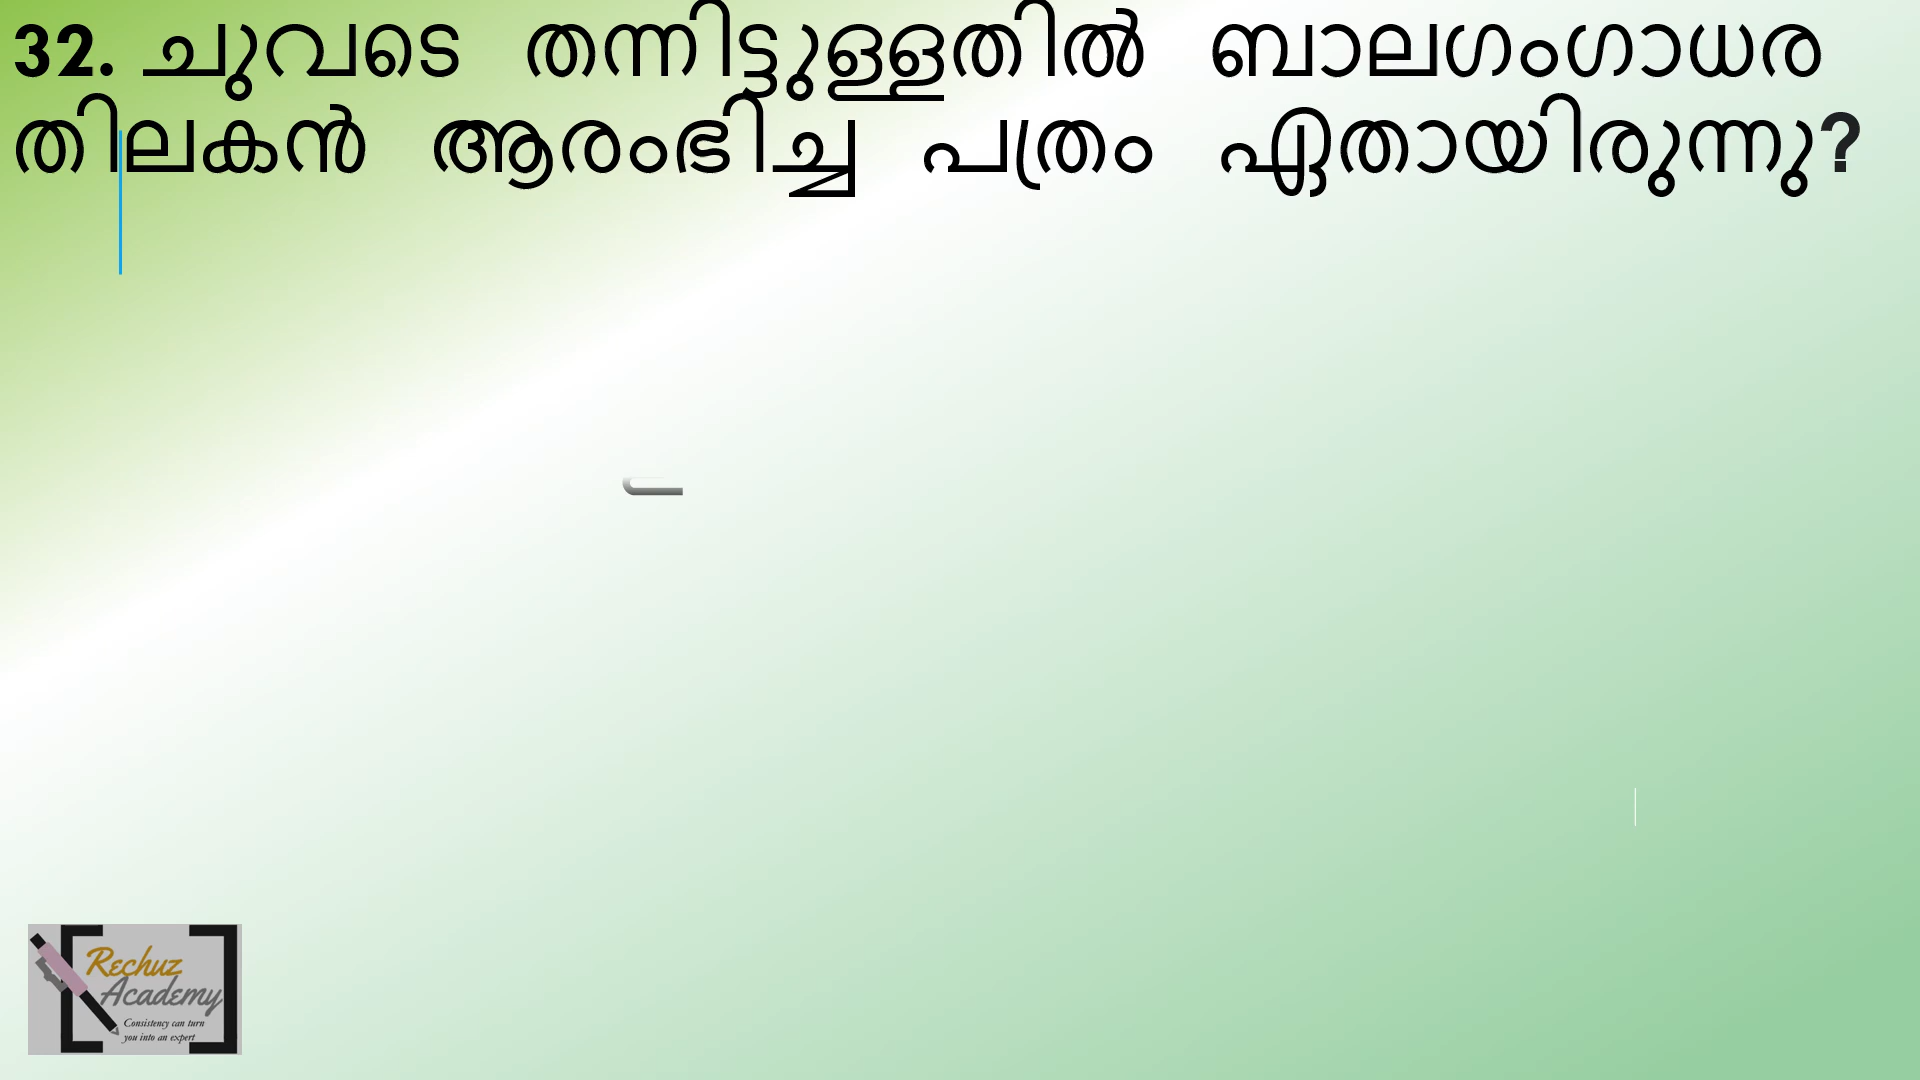 32. ചുവടെ തന്നിട്ടുള്ളതിൽ ബാലഗംഗാധര
തിലകൻ ആരംഭിച്ച പത്രം ഏതായിരുന്നു?
Rechuz
Academy
Consistency can turn
you into an expert